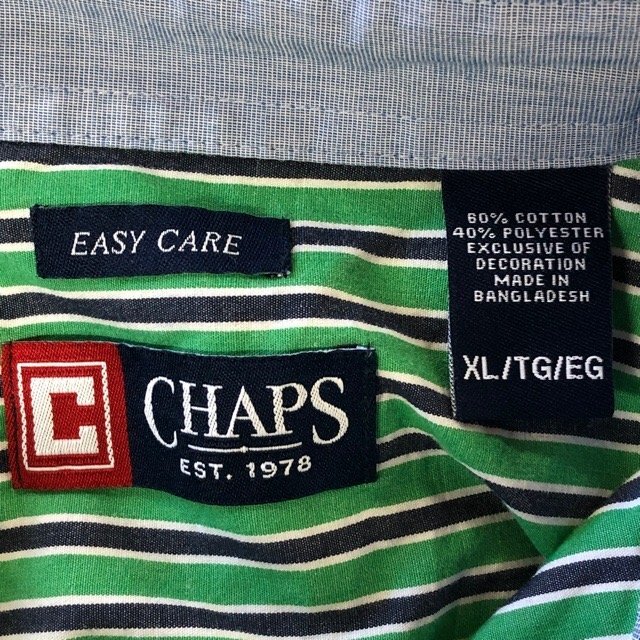 EASY CARE
60% COTTON
40% POLYESTER
EXCLUSIVE OF
DECORATION
MADE IN
BANGLADESH
XL/TG/EG
C
CHAPS
EST. 1978